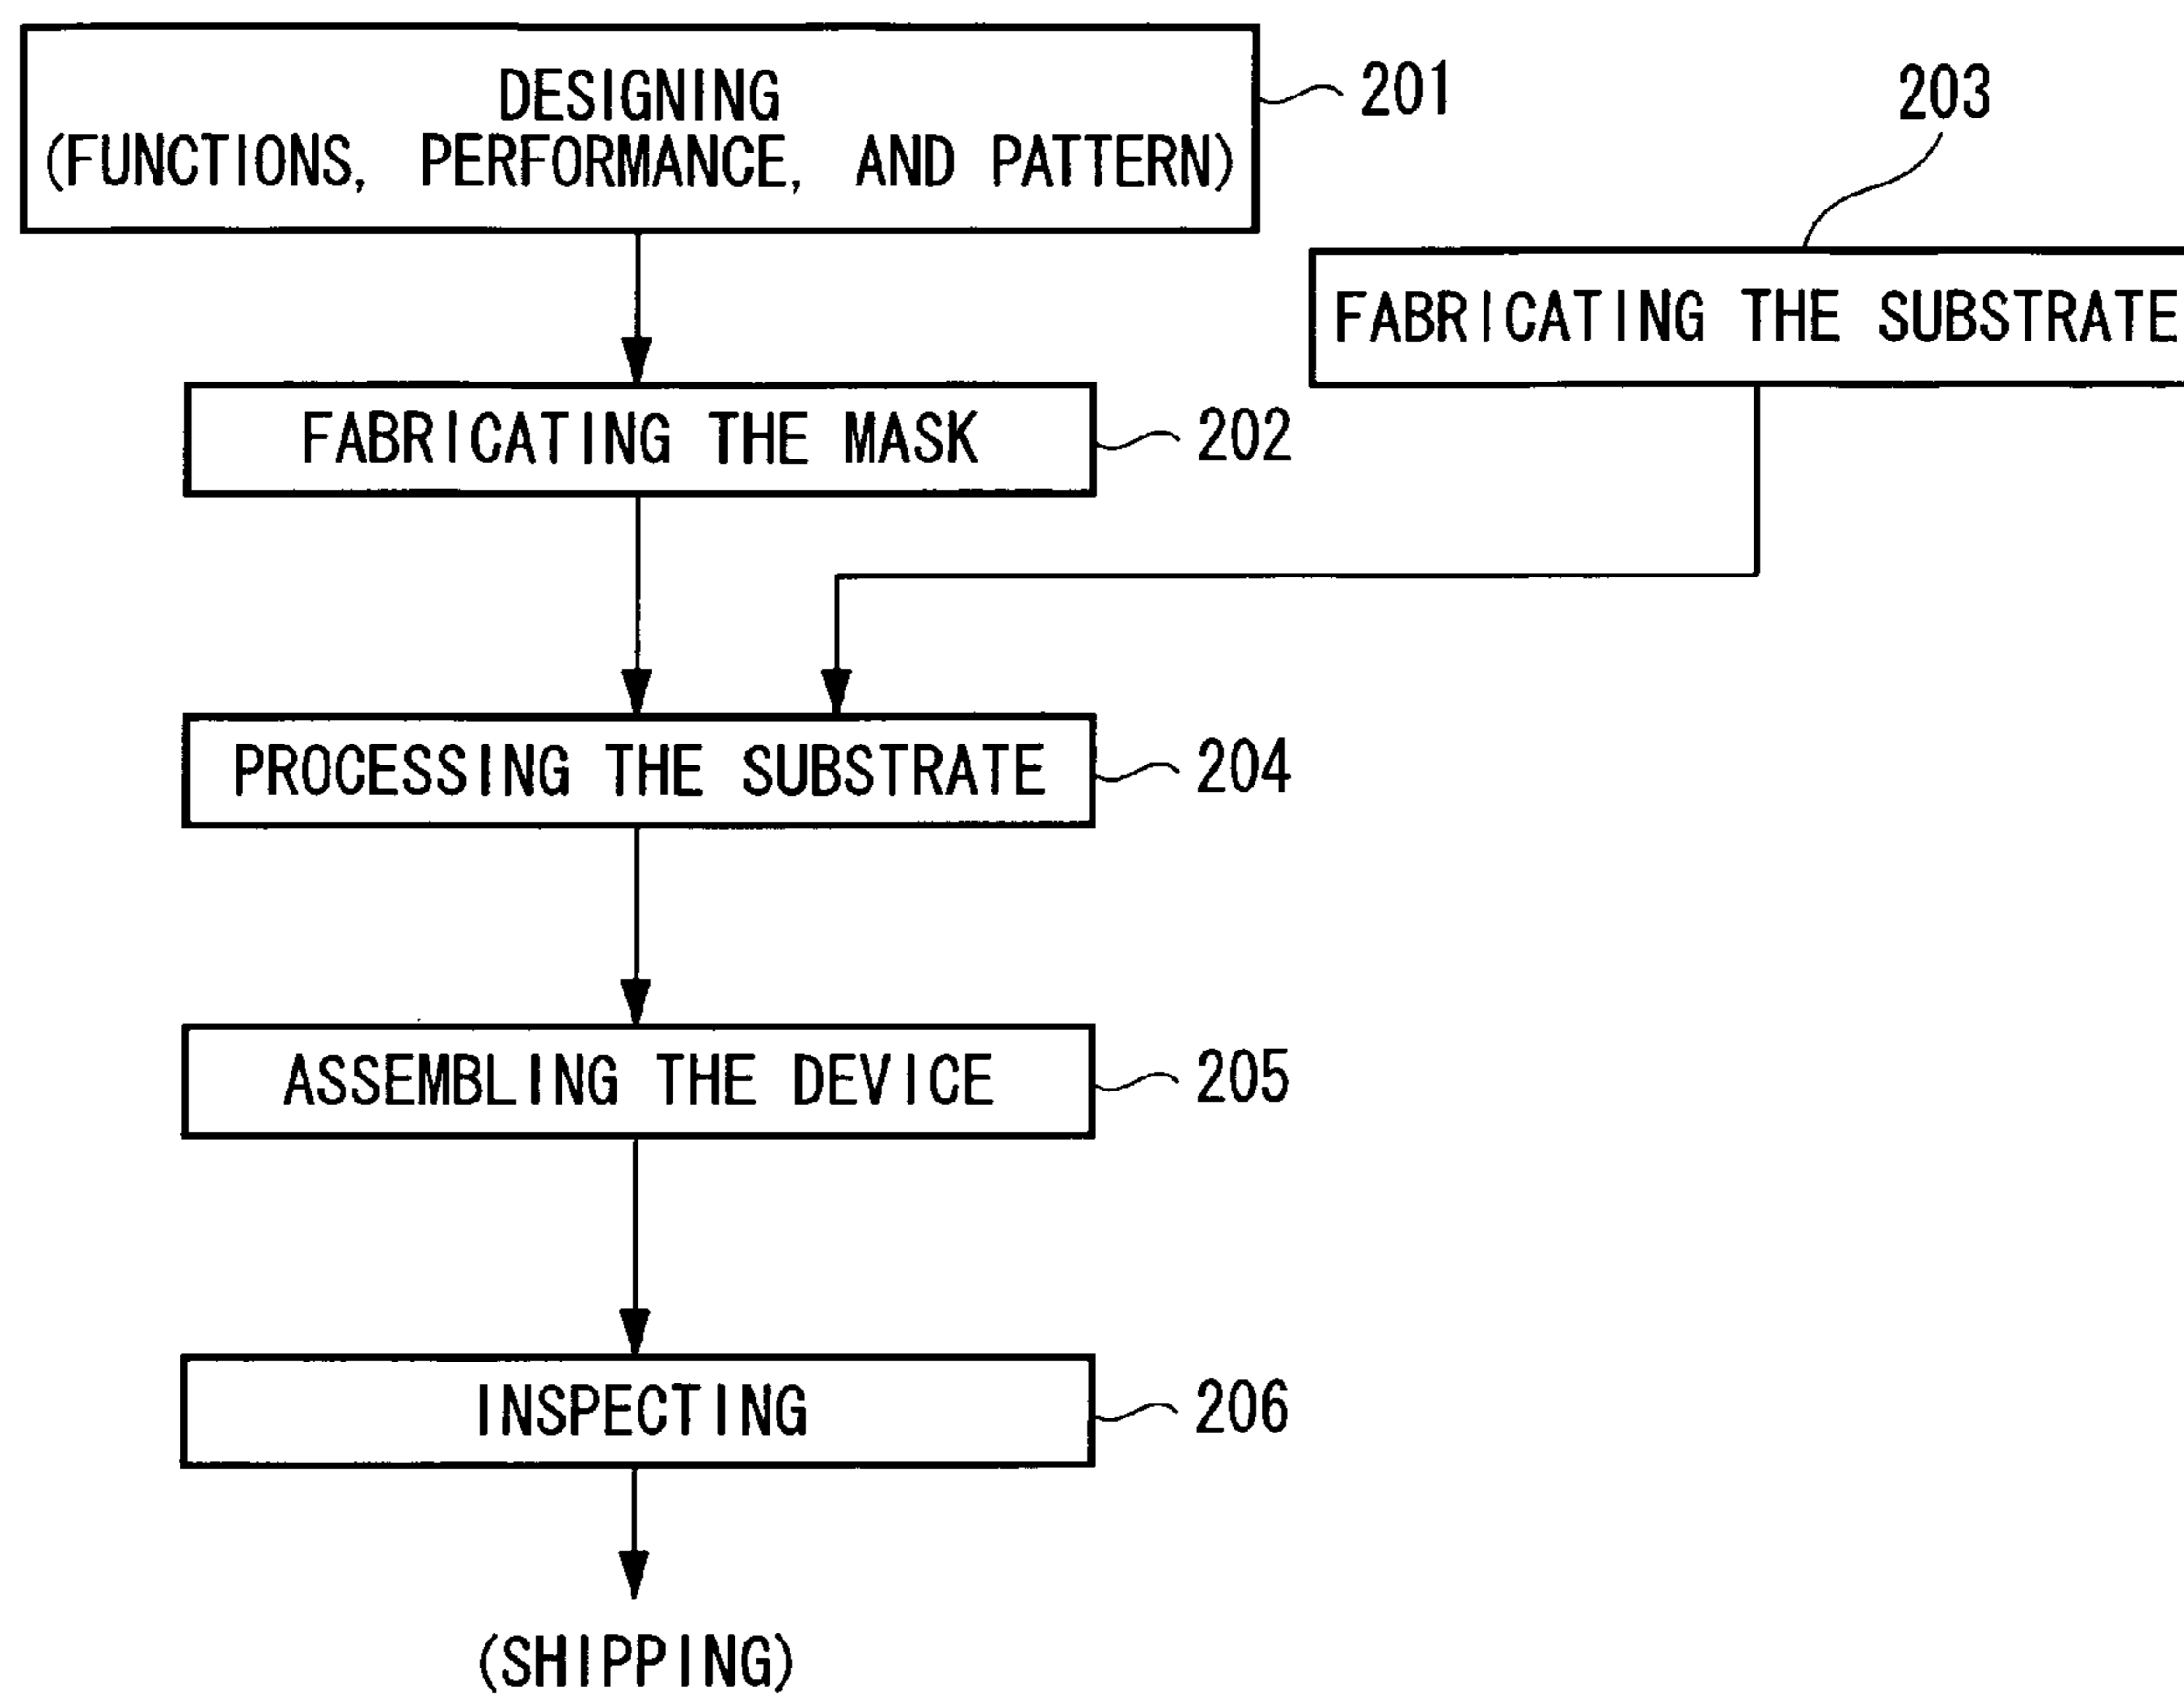 DESIGNING
(FUNCTIONS, PERFORMANCE, AND PATTERN)
201
203
FABRICATING THE SUBSTRATE
FABRICATING THE MASK
202
PROCESSING THE SUBSTRATE
204
ASSEMBLING THE DEVICE
205
INSPECTING
206
(SHIPPING)